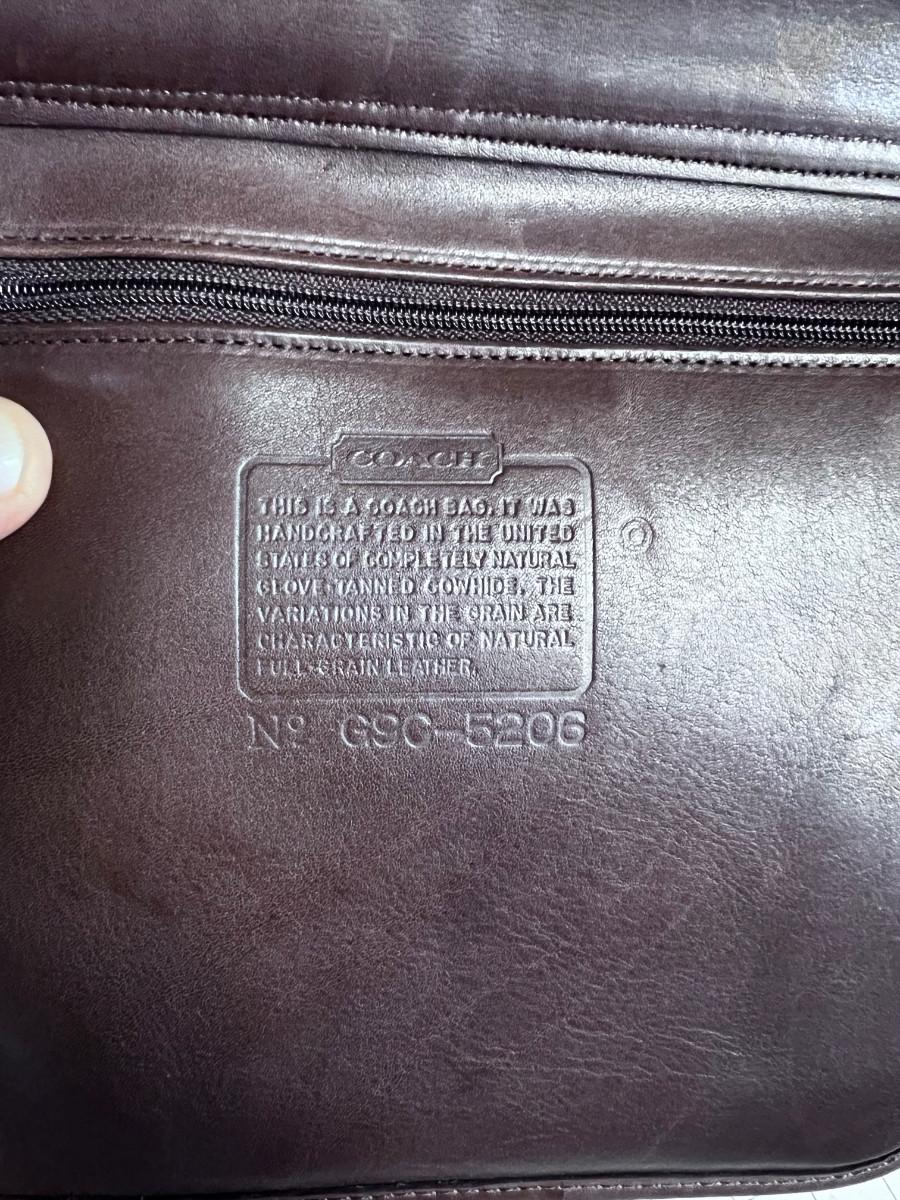 COACH
THIS IS A COACH BAG. IT WAS
HANDCRAFTED IN THE UNITED
STATES OF COMPLETELY NATURAL
GLOVE-TANNED COWHIDE. THE
VARIATIONS IN THE GRAIN ARE
CHARACTERISTIC OF NATURAL
FULL-GRAIN LEATHER.
Nº G9C-5206